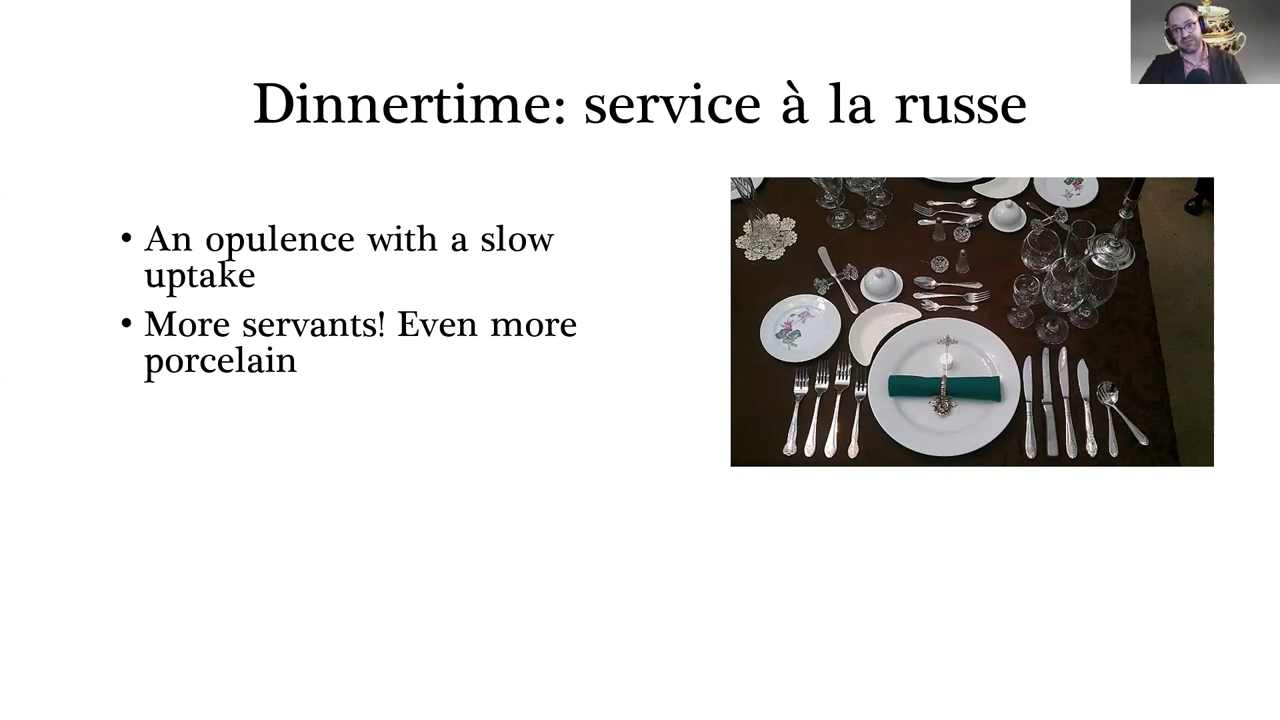 Dinnertime: service à la russe
• An opulence with a slow
uptake
• More servants! Even more
porcelain